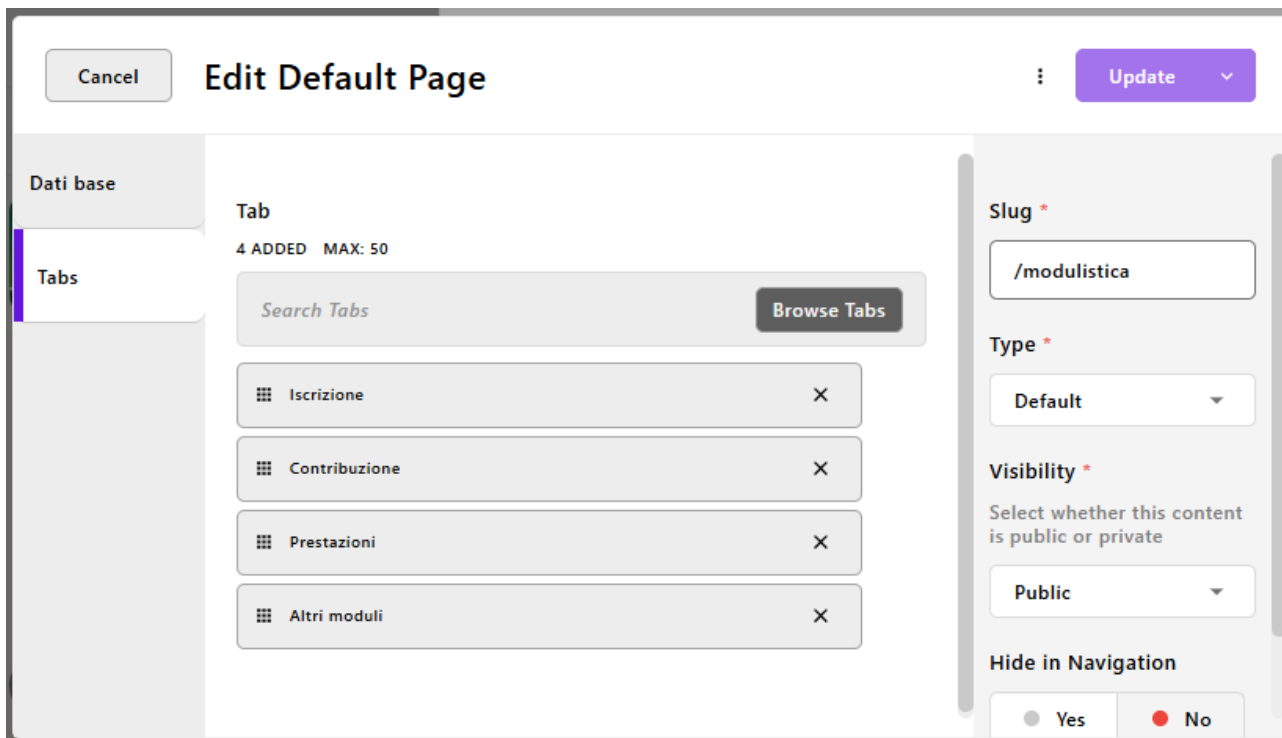 Cancel
Edit Default Page
Update
Dati base
Tabs
Tab
4 ADDED MAX: 50
Search Tabs
Browse Tabs
Iscrizione
Contribuzione
Prestazioni
Altri moduli
Slug *
/modulistica
Type *
Default
Visibility *
Select whether this content
is public or private
Public
Hide in Navigation
Yes
No